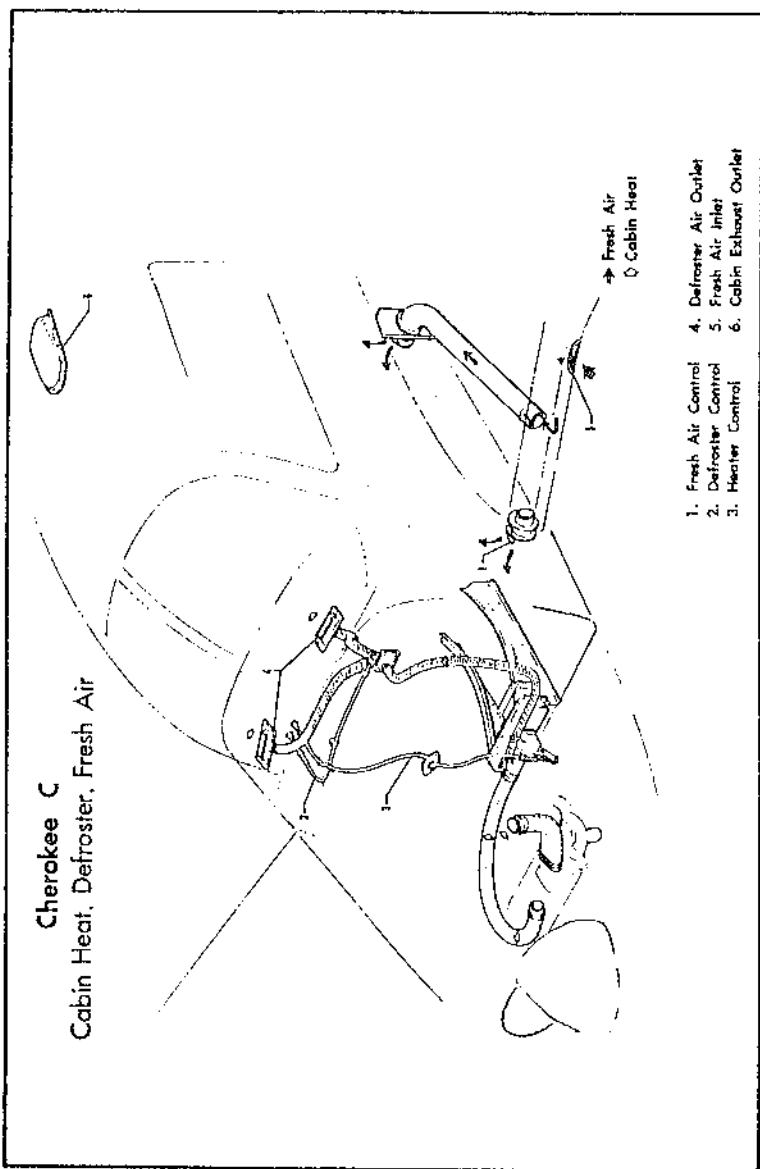 Cherokee C
Cabin Heat, Defroster, Fresh Air
Fresh Air
Cabin Heat
1. Fresh Air Control
2. Defroster Control
3. Heater Control
4. Defroster Air Outlet
5. Fresh Air Inlet
6. Cabin Exhaust Outlet